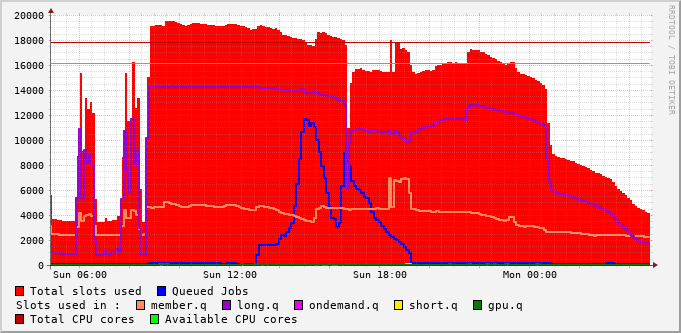 20000
18000
16000
14000
12000
10000
8000
6000
4000
2000
0
Sun 06:00 Sun 12:00 Sun 18:00 Mon 00:00
Total slots used Queued Jobs
Slots used in : member.q long.q ondemand.q short.q gpu.q
Total CPU cores Available CPU cores
RRDTOOL / TOBI OETIKER